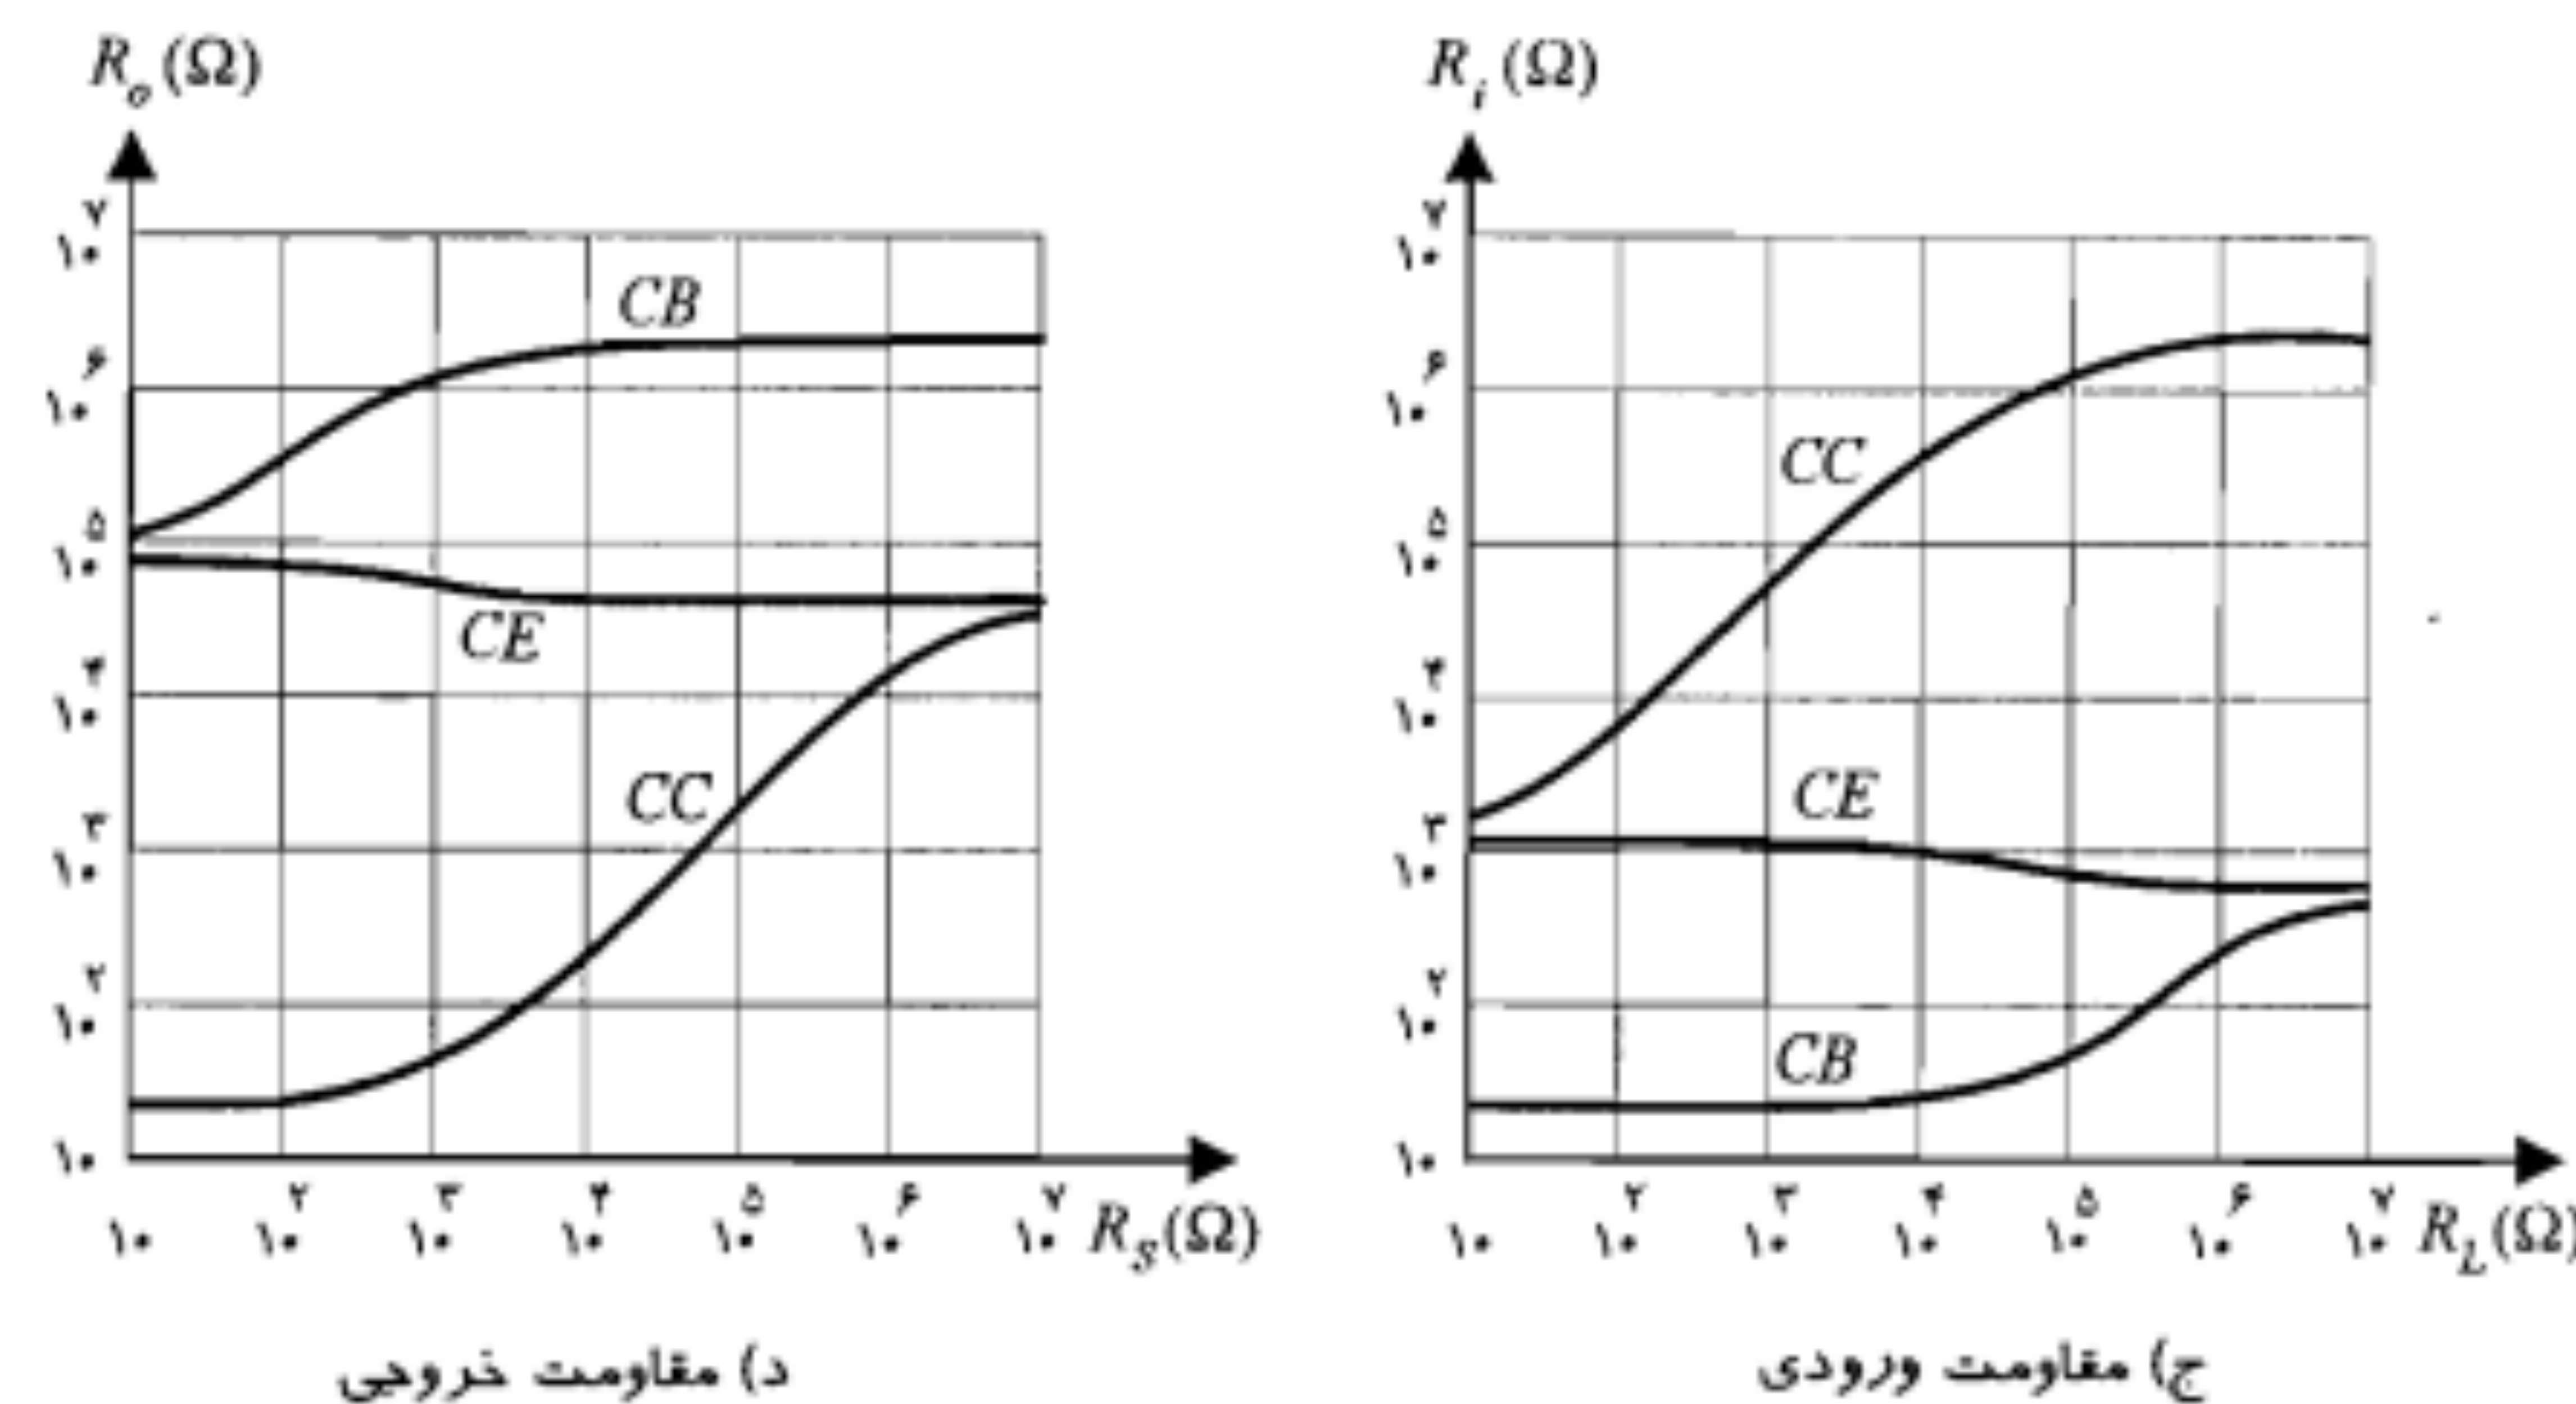 R_o (Ω)
۱۰^۷
۱۰^۶
۱۰^۵
۱۰^۴
۱۰^۳
۱۰^۲
۱۰
CB
CE
CC
۱۰ ۱۰^۲ ۱۰^۳ ۱۰^۴ ۱۰^۵ ۱۰^۶ ۱۰^۷ R_S(Ω)
د) مقاومت خروجی
R_i (Ω)
۱۰^۷
۱۰^۶
۱۰^۵
۱۰^۴
۱۰^۳
۱۰^۲
۱۰
CC
CE
CB
۱۰ ۱۰^۲ ۱۰^۳ ۱۰^۴ ۱۰^۵ ۱۰^۶ ۱۰^۷ R_L(Ω)
ج) مقاومت ورودی